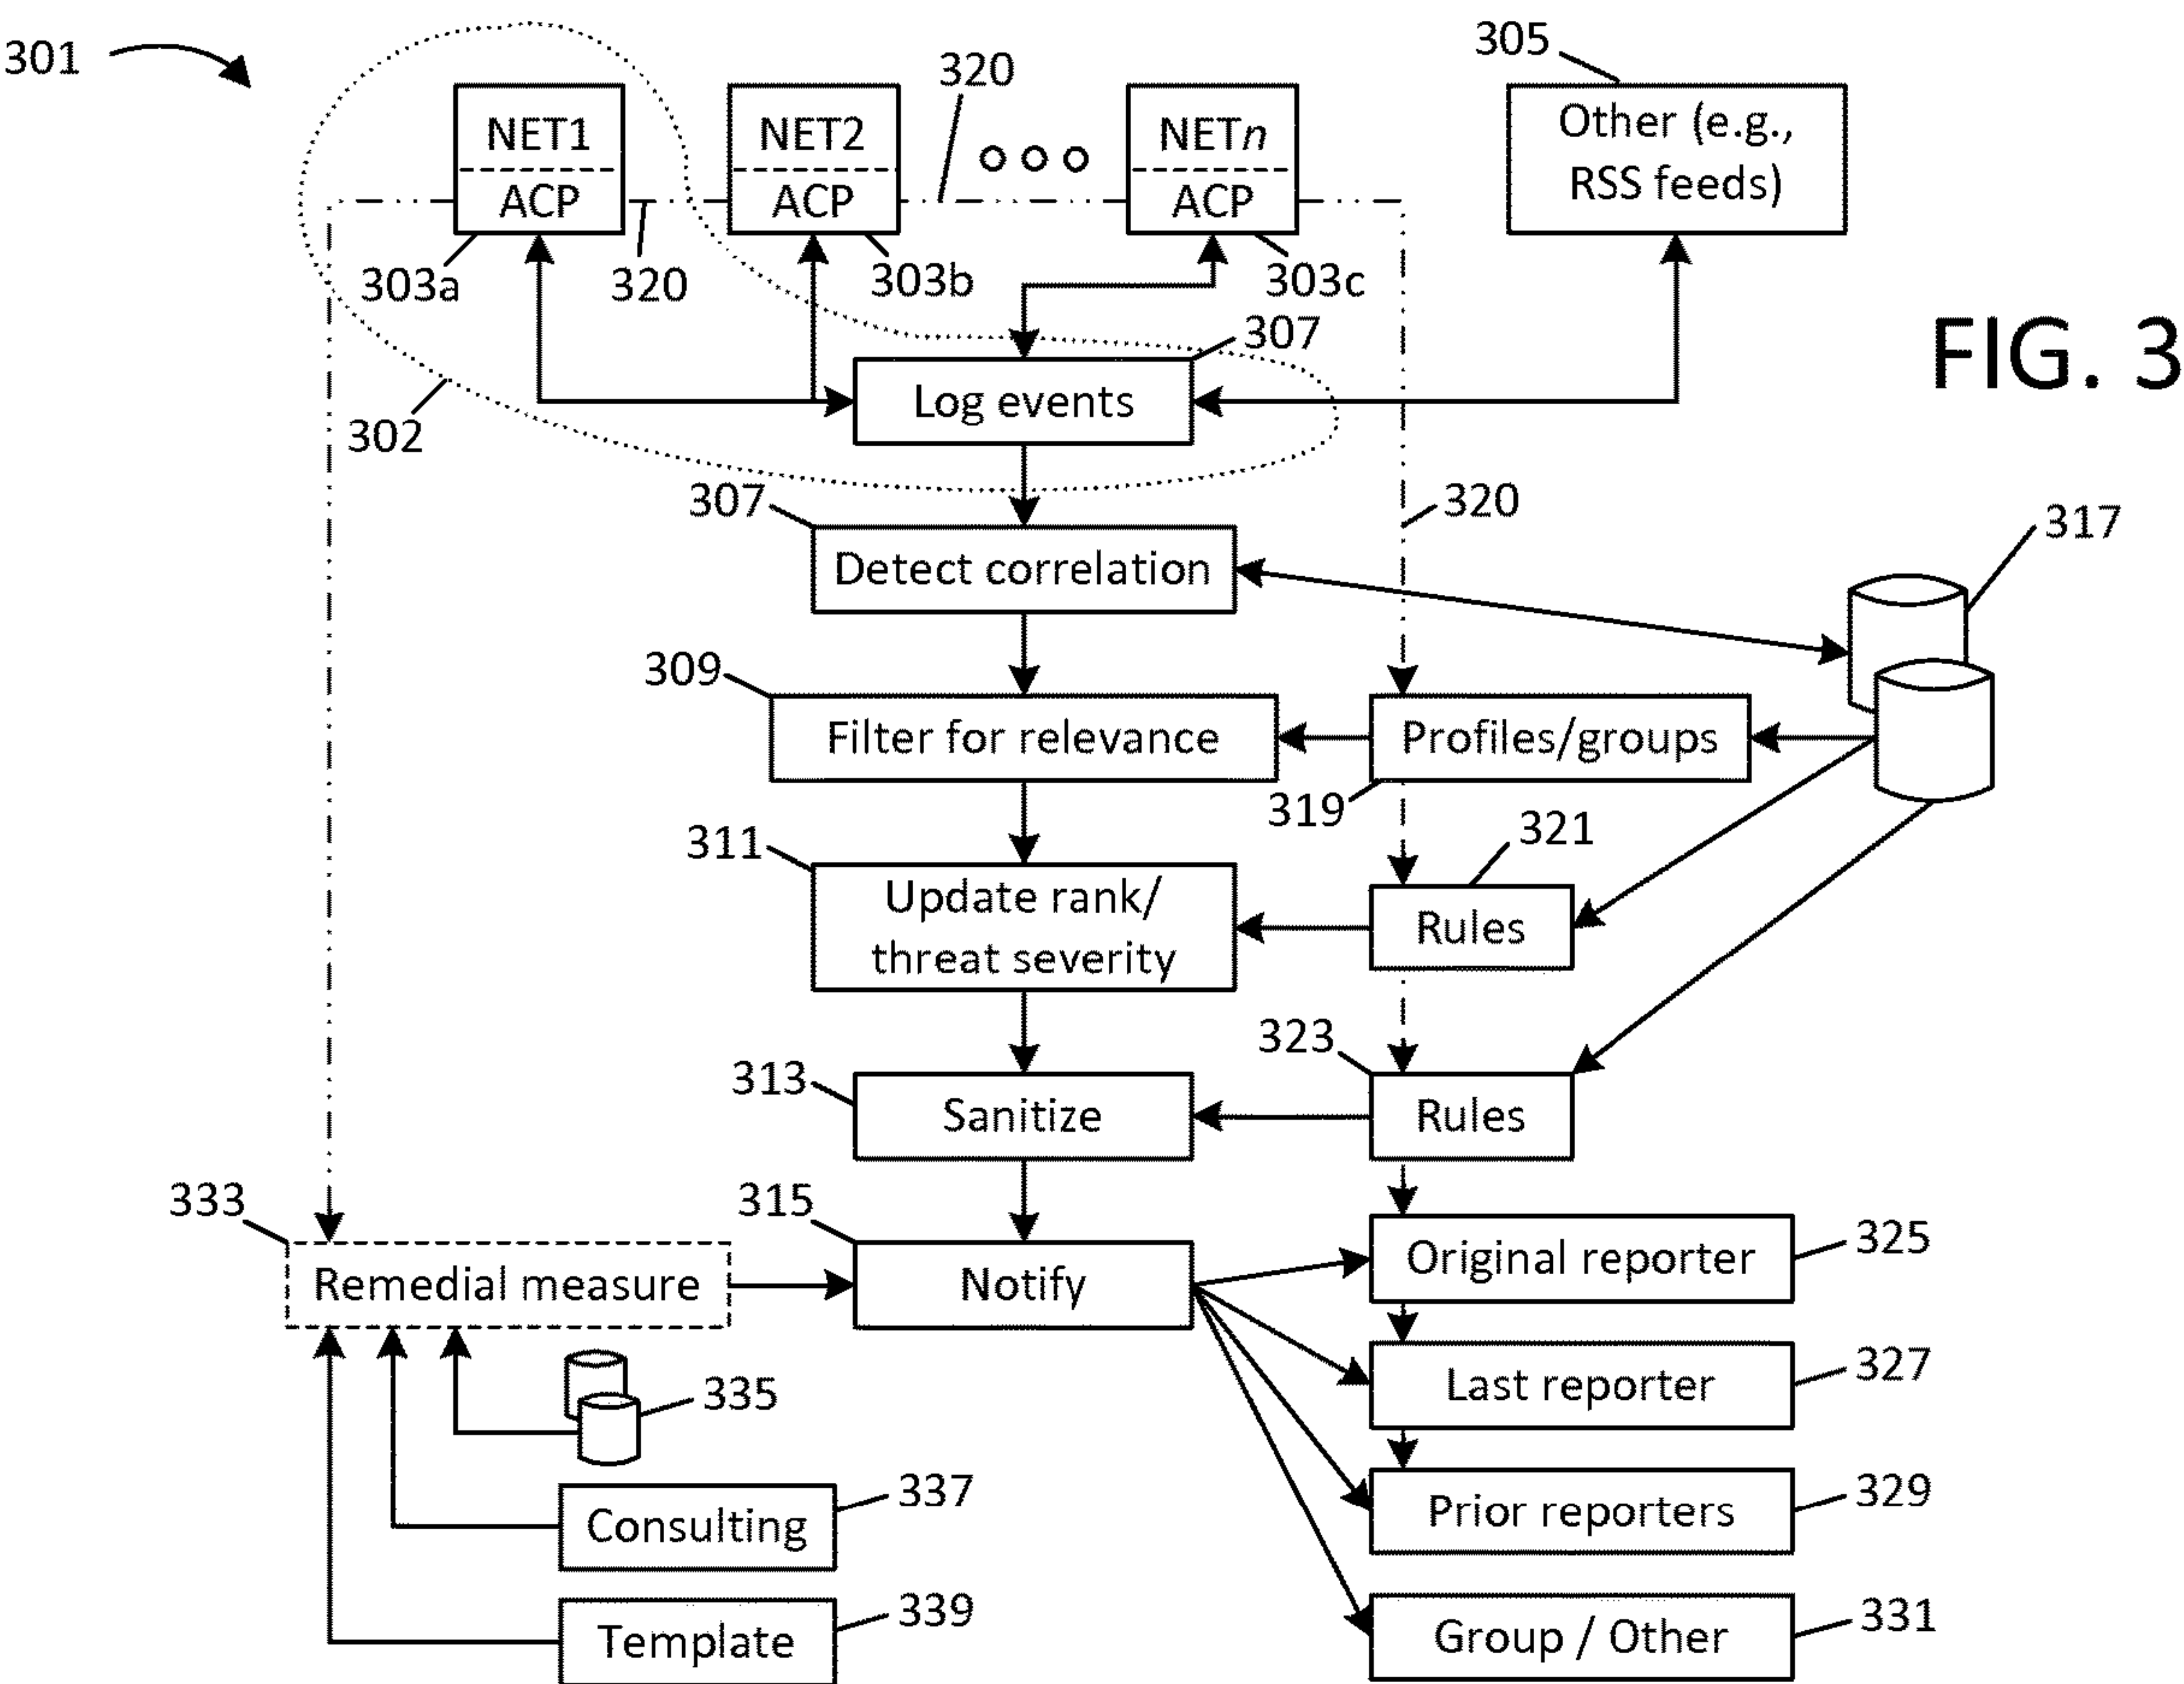 301
305
320
NET1
ACP
NET2
ACP
NETn
ACP
Other (e.g.,
RSS feeds)
303a
320
303b
303c
307
FIG. 3
Log events
302
307
320
317
Detect correlation
309
Filter for relevance
Profiles/groups
319
311
321
Update rank/
threat severity
Rules
323
313
Sanitize
Rules
333
315
Remedial measure
Notify
Original reporter
325
335
Last reporter
327
337
Consulting
Prior reporters
329
339
Template
Group / Other
331